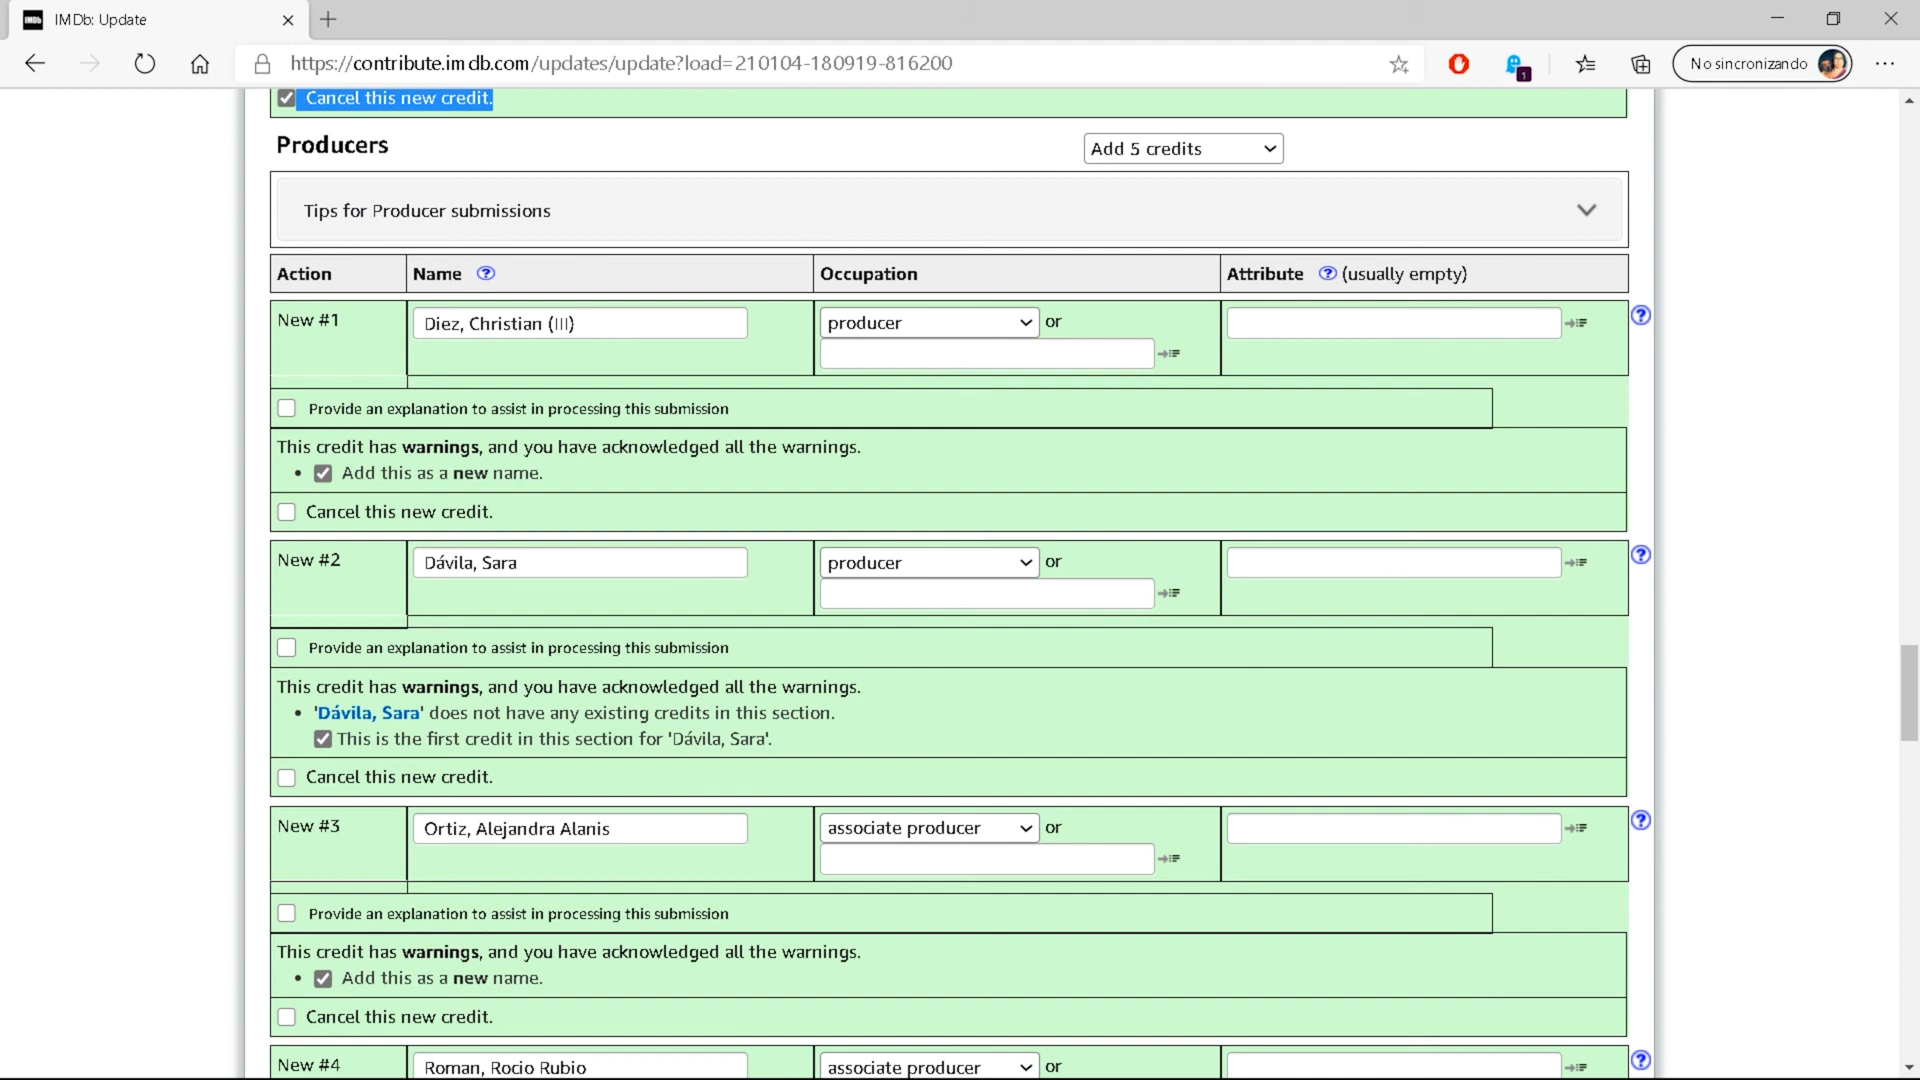 IMDb: Update
https://contribute.imdb.com/updates/update?load=210104-180919-816200
1
No sincronizando
Cancel this new credit.
Producers
Add 5 credits
Tips for Producer submissions
Action Name ? Occupation Attribute ? (usually empty)
New #1 Diez, Christian (III) producer or ?
Provide an explanation to assist in processing this submission
This credit has warnings, and you have acknowledged all the warnings.
• Add this as a new name.
Cancel this new credit.
New #2 Dávila, Sara producer or ?
Provide an explanation to assist in processing this submission
This credit has warnings, and you have acknowledged all the warnings.
• 'Dávila, Sara' does not have any existing credits in this section.
This is the first credit in this section for 'Dávila, Sara'.
Cancel this new credit.
New #3 Ortiz, Alejandra Alanis associate producer or ?
Provide an explanation to assist in processing this submission
This credit has warnings, and you have acknowledged all the warnings.
• Add this as a new name.
Cancel this new credit.
New #4 Roman, Rocio Rubio associate producer or ?